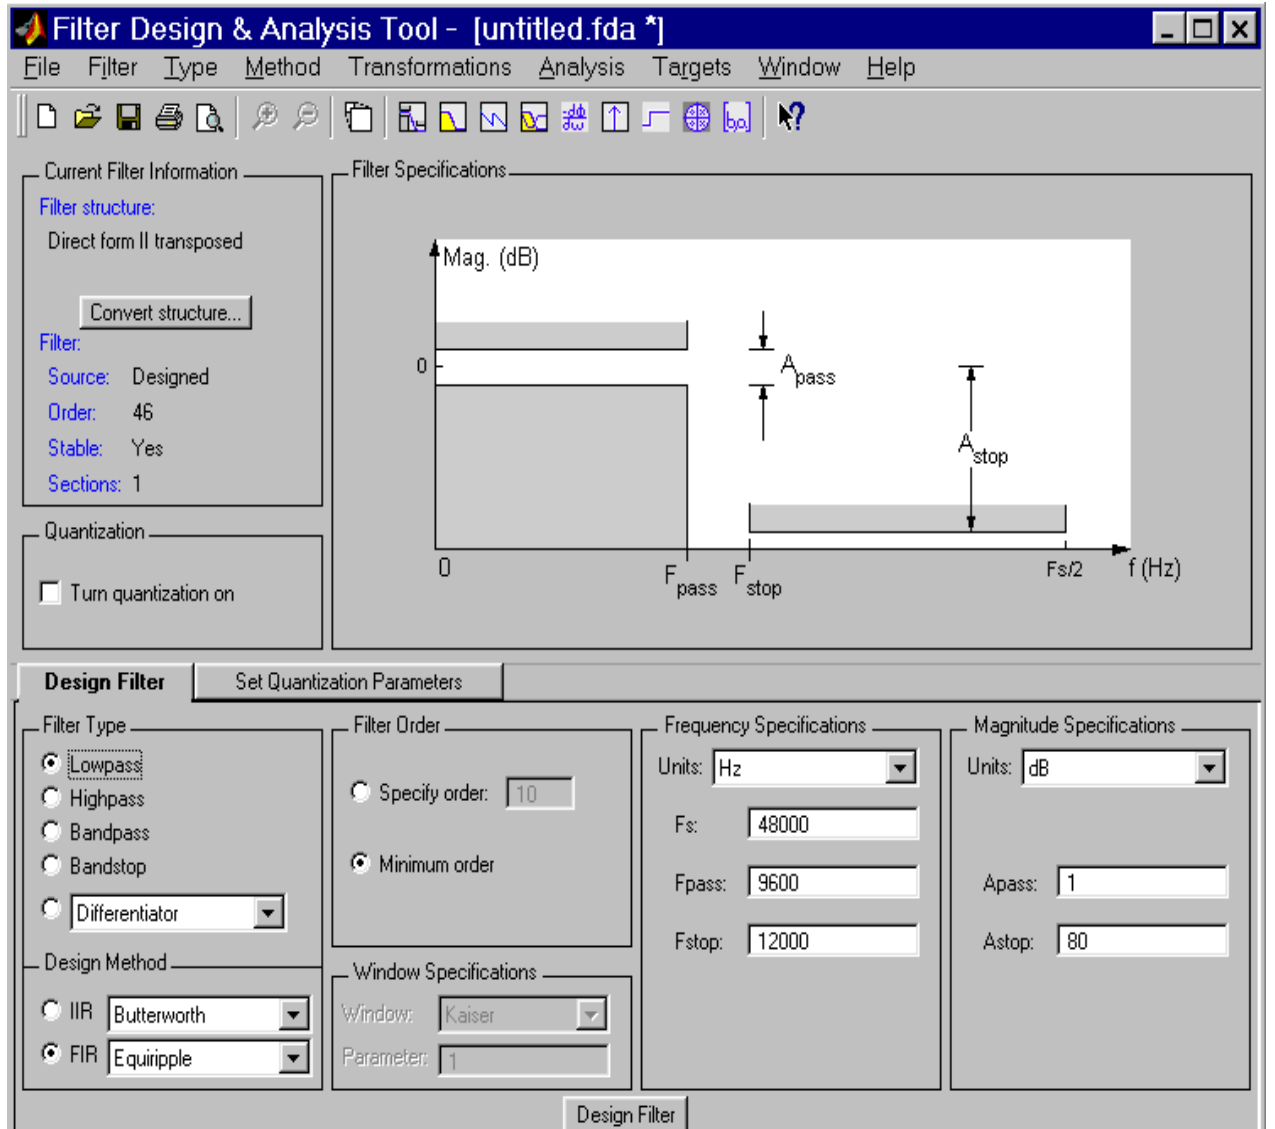 Filter Design & Analysis Tool - [untitled.fda *]
File Filter Type Method Transformations Analysis Targets Window Help
Current Filter Information
Filter structure:
Direct form II transposed
Convert structure...
Filter:
Source: Designed
Order: 46
Stable: Yes
Sections: 1
Quantization
Turn quantization on
Filter Specifications
Mag. (dB)
0
Apass
Astop
0
Fpass
Fstop
Fs/2
f (Hz)
Design Filter
Set Quantization Parameters
Filter Type
Lowpass
Highpass
Bandpass
Bandstop
Differentiator
Design Method
IIR Butterworth
FIR Equiripple
Filter Order
Specify order: 10
Minimum order
Window Specifications
Window: Kaiser
Parameter: 1
Frequency Specifications
Units: Hz
Fs: 48000
Fpass: 9600
Fstop: 12000
Magnitude Specifications
Units: dB
Apass: 1
Astop: 80
Design Filter